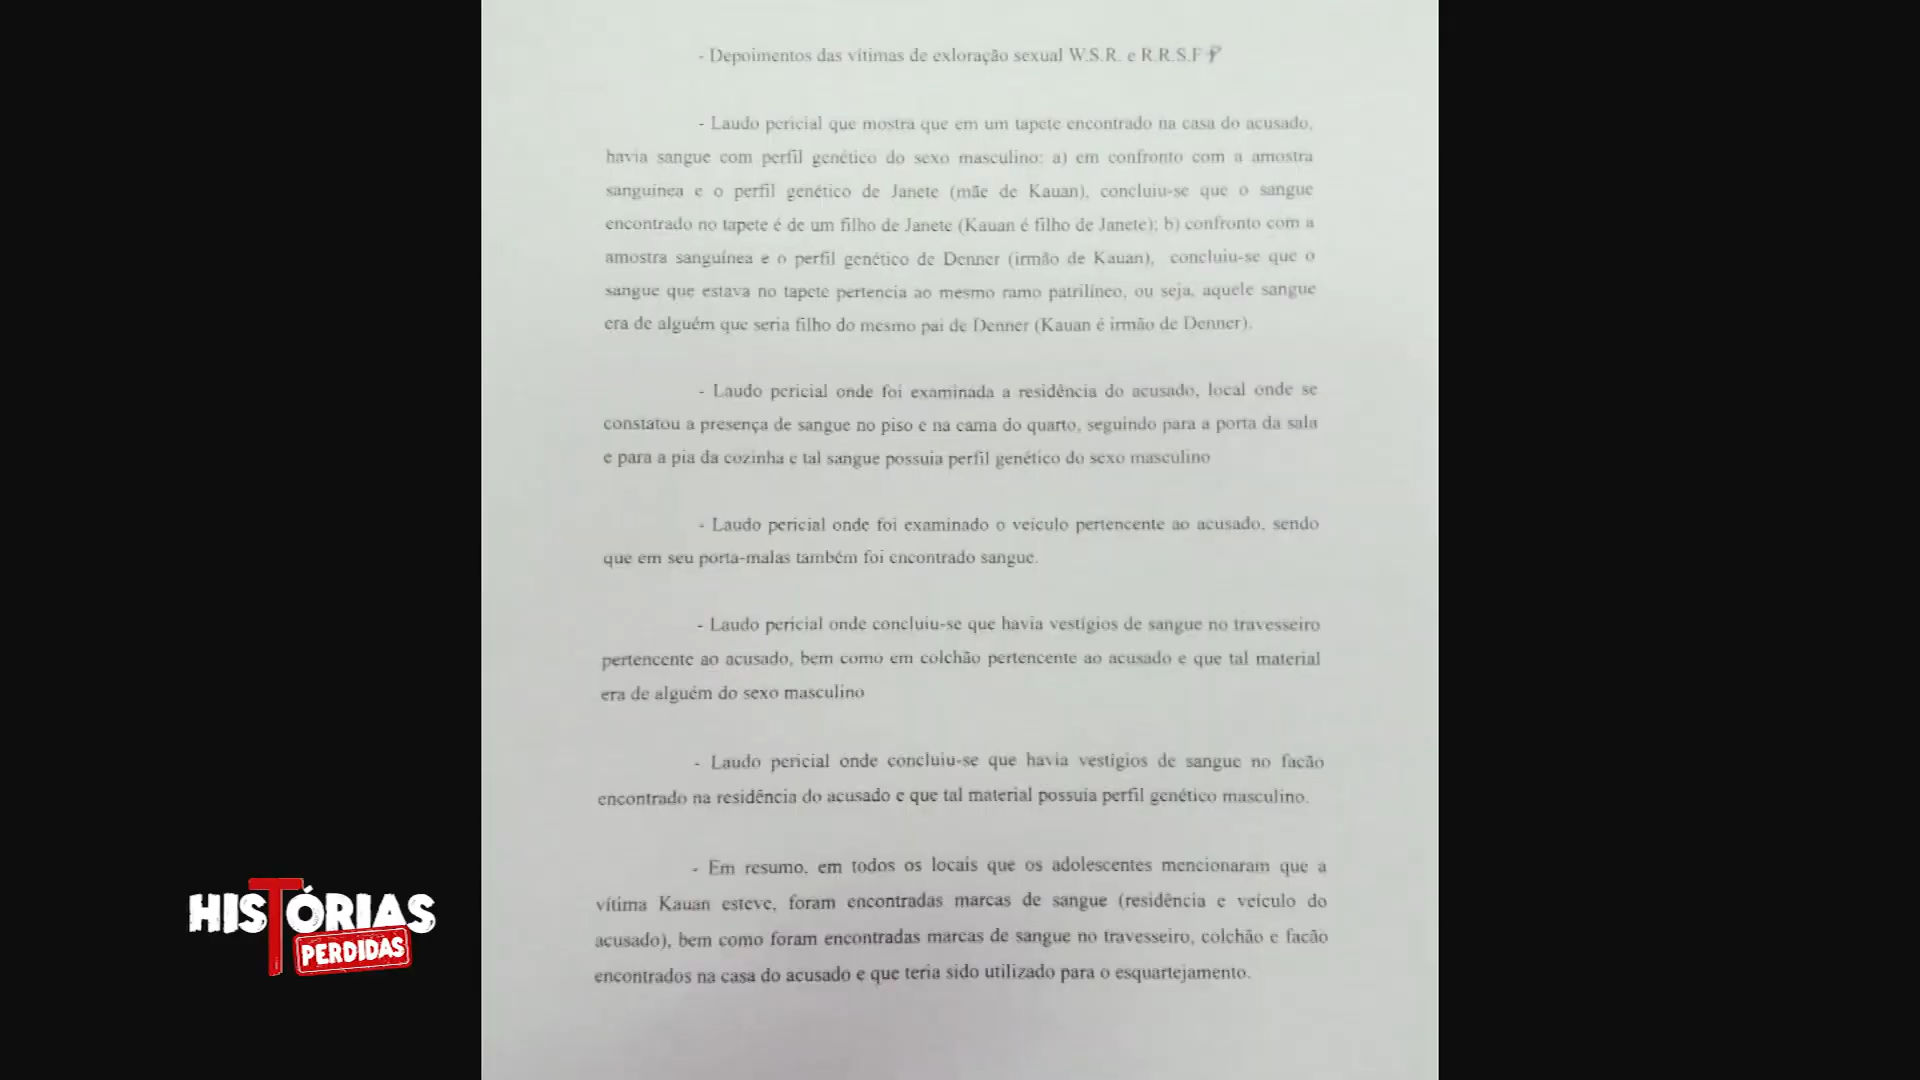 - Depoimentos das vítimas de exloração sexual W.S.R. e R.R.S.F
- Laudo pericial que mostra que em um tapete encontrado na casa do acusado,
havia sangue com perfil genético do sexo masculino: a) em confronto com a amostra
sanguínea e o perfil genético de Janete (mãe de Kauan), concluiu-se que o sangue
encontrado no tapete é de um filho de Janete (Kauan é filho de Janete); b) confronto com a
amostra sanguínea e o perfil genético de Denner (irmão de Kauan), concluiu-se que o
sangue que estava no tapete pertencia ao mesmo ramo patrilíneo, ou seja, aquele sangue
era de alguém que seria filho do mesmo pai de Denner (Kauan é irmão de Denner).
- Laudo pericial onde foi examinada a residência do acusado, local onde se
constatou a presença de sangue no piso e na cama do quarto, seguindo para a porta da sala
e para a pia da cozinha e tal sangue possuia perfil genético do sexo masculino
- Laudo pericial onde foi examinado o veículo pertencente ao acusado, sendo
que em seu porta-malas também foi encontrado sangue.
- Laudo pericial onde concluiu-se que havia vestígios de sangue no travesseiro
pertencente ao acusado, bem como em colchão pertencente ao acusado e que tal material
era de alguém do sexo masculino
- Laudo pericial onde concluiu-se que havia vestígios de sangue no facão
encontrado na residência do acusado e que tal material possuia perfil genético masculino.
- Em resumo, em todos os locais que os adolescentes mencionaram que a
vítima Kauan esteve, foram encontradas marcas de sangue (residência e veículo do
acusado), bem como foram encontradas marcas de sangue no travesseiro, colchão e facão
encontrados na casa do acusado e que teria sido utilizado para o esquartejamento.
HISTÓRIAS
PERDIDAS